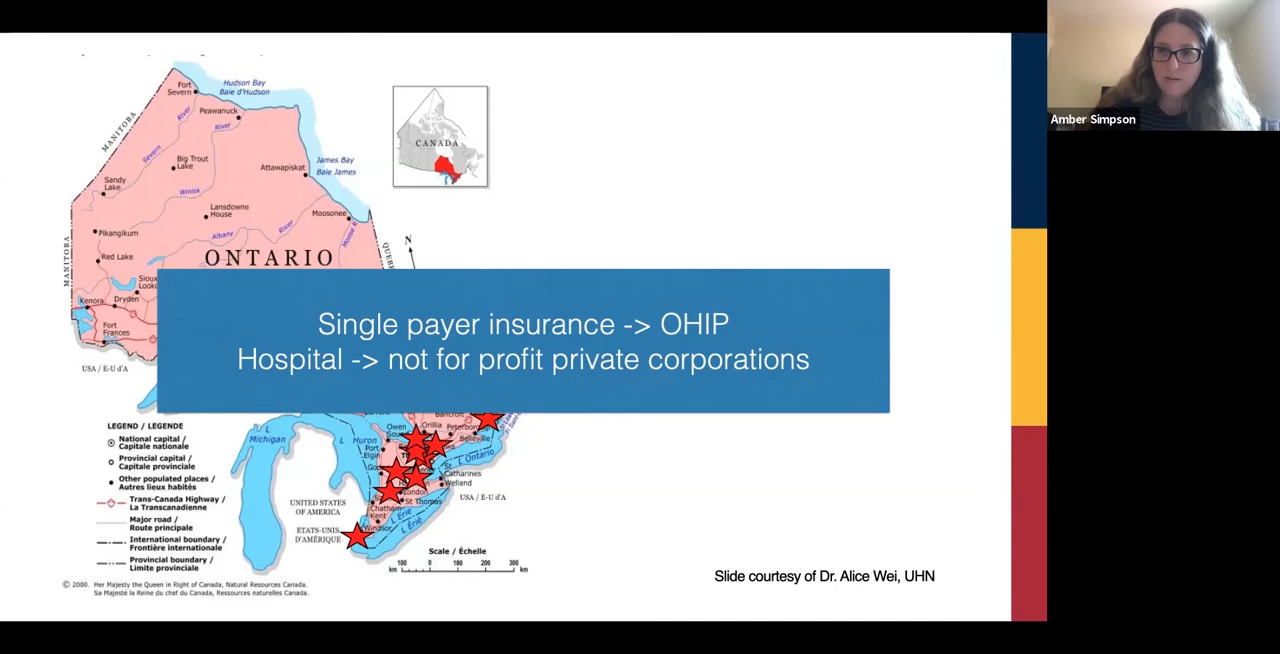 Hudson Bay
Baie d'Hudson
Fort
Severn
Peawanuck
River
River
Severn
MANITOBA
Big Trout
Lake
Sandy
Lake
Winisk
Attawapiskat
James Bay
Baie James
Lansdowne
House
Moosonee
River
Albany
Pikangikum
Red Lake
ONTARIO
MANITOBA
N
CANADA
Kenora
Dryden
Fort
Frances
USA / É-U d'A
Single payer insurance -> OHIP
Hospital -> not for profit private corporations
LEGEND / LÉGENDE
National capital /
Capitale nationale
Provincial capital /
Capitale provinciale
Other populated places /
Autres lieux habités
Trans-Canada Highway /
La Transcanadienne
Major road /
Route principale
International boundary /
Frontière internationale
Provincial boundary /
Limite provinciale
L
Michigan
L Huron
Owen
Orillia
Bancroft
Peterborough
Belleville
Port
Elgin
L Ontario
St
Catharines
Welland
London
St Thomas
Chatham
Kent
Windsor
L Erie
L Érié
UNITED STATES
OF AMERICA
ÉTATS-UNIS
D'AMÉRIQUE
USA / É-U d'A
Scale / Échelle
100 0 100 200 300
km km
© 2000. Her Majesty the Queen in Right of Canada, Natural Resources Canada.
Sa Majesté la Reine du chef du Canada, Ressources naturelles Canada.
Slide courtesy of Dr. Alice Wei, UHN
Amber Simpson